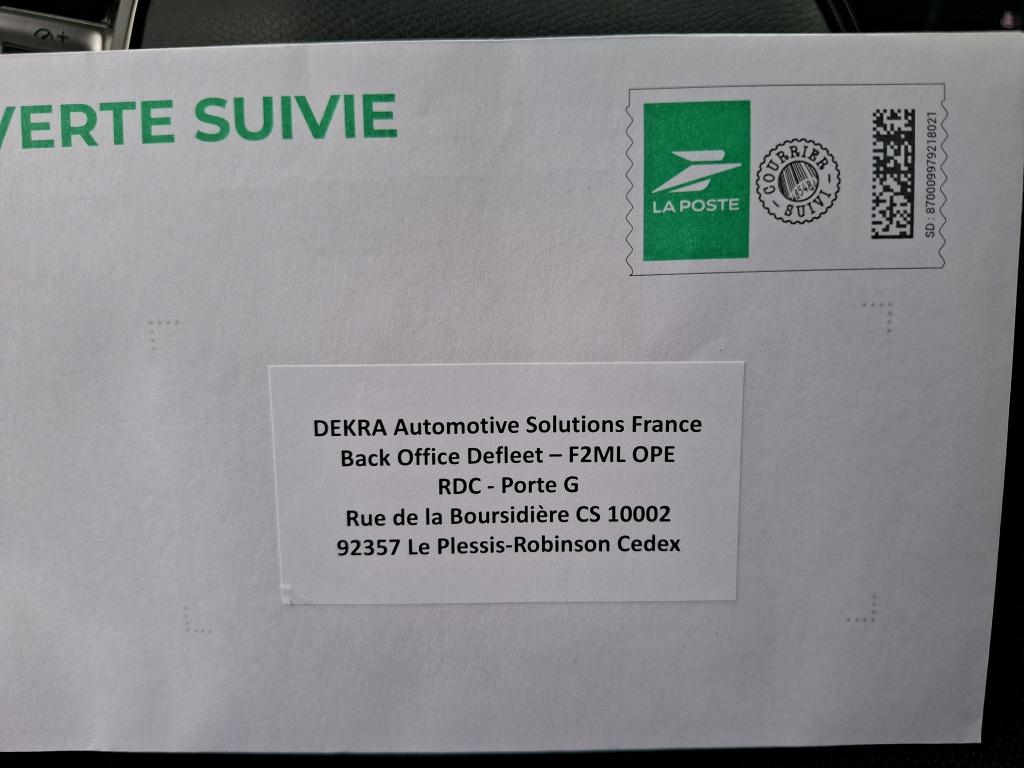 VERTE SUIVIE
LA POSTE
COURRIER
SUIVI
SD : 870009979218021
DEKRA Automotive Solutions France
Back Office Defleet – F2ML OPE
RDC - Porte G
Rue de la Boursidière CS 10002
92357 Le Plessis-Robinson Cedex